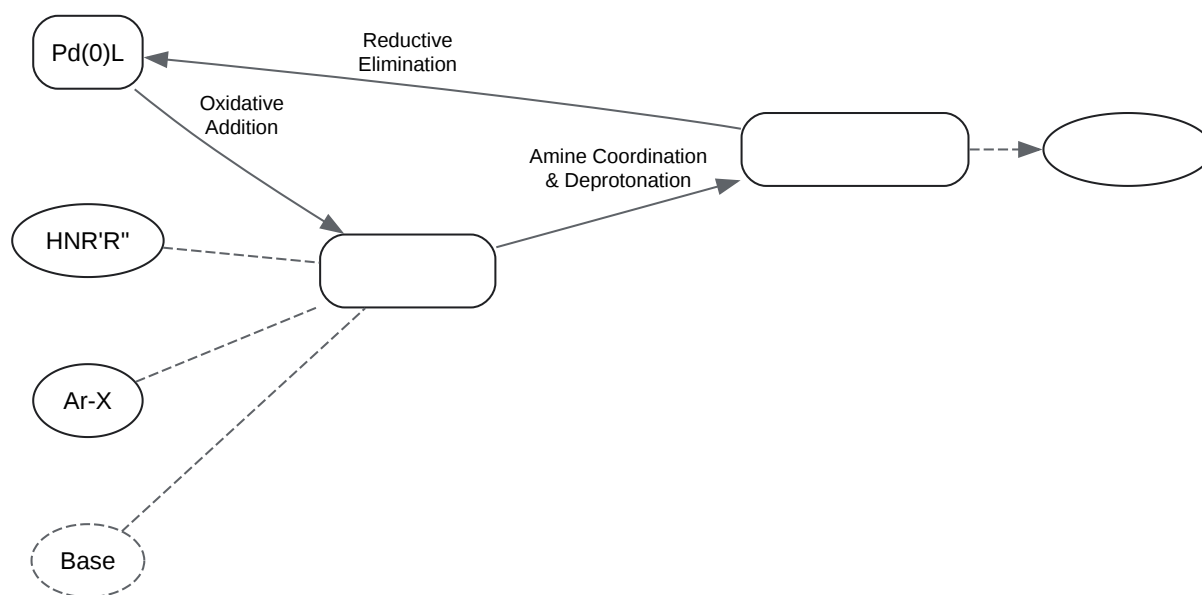 Pd(0)L
Reductive
Elimination
Oxidative
Addition
Amine Coordination
& Deprotonation
HNR'R"
Ar-X
Base